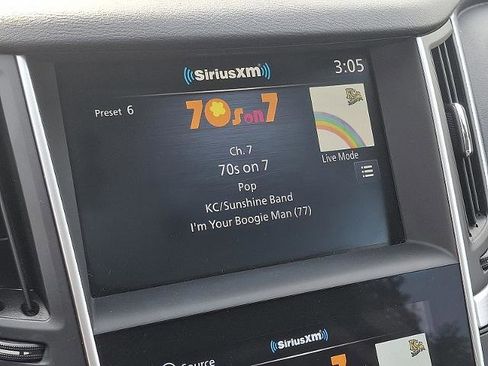 SiriusXM
3:05
Preset 6
70s on 7
Ch. 7
70s on 7
Pop
KC/Sunshine Band
I'm Your Boogie Man (77)
Live Mode
SiriusXM
Source
7